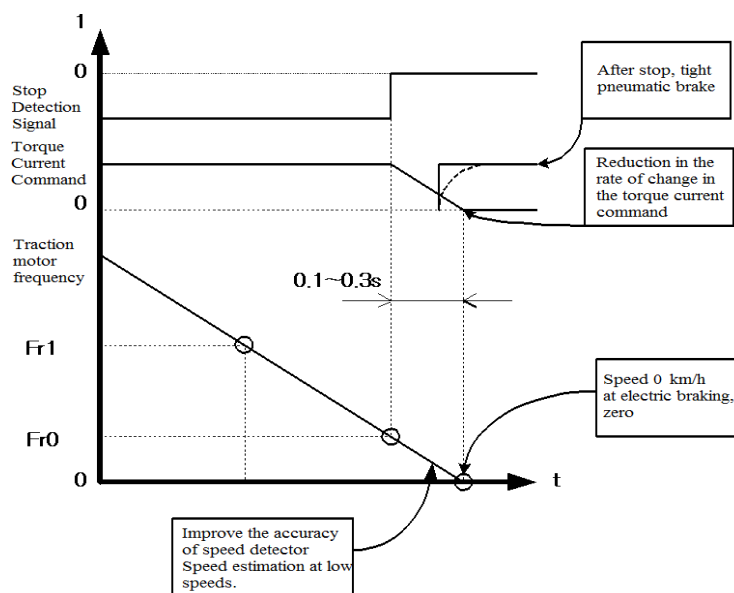 1
0
Stop
Detection
Signal
Torque
Current
Command
0
Traction
motor
frequency
Fr1
Fr0
0
0.1~0.3s
t
After stop, tight
pneumatic brake
Reduction in the
rate of change in
the torque current
command
Speed 0 km/h
at electric braking,
zero
Improve the accuracy
of speed detector
Speed estimation at low
speeds.